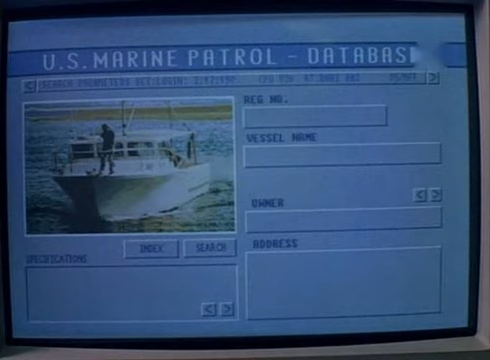 U.S. MARINE PATROL - DATABAS
REG NO.
VESSEL NAME
OWNER
INDEX
SEARCH
ADDRESS
SPECIFICATIONS